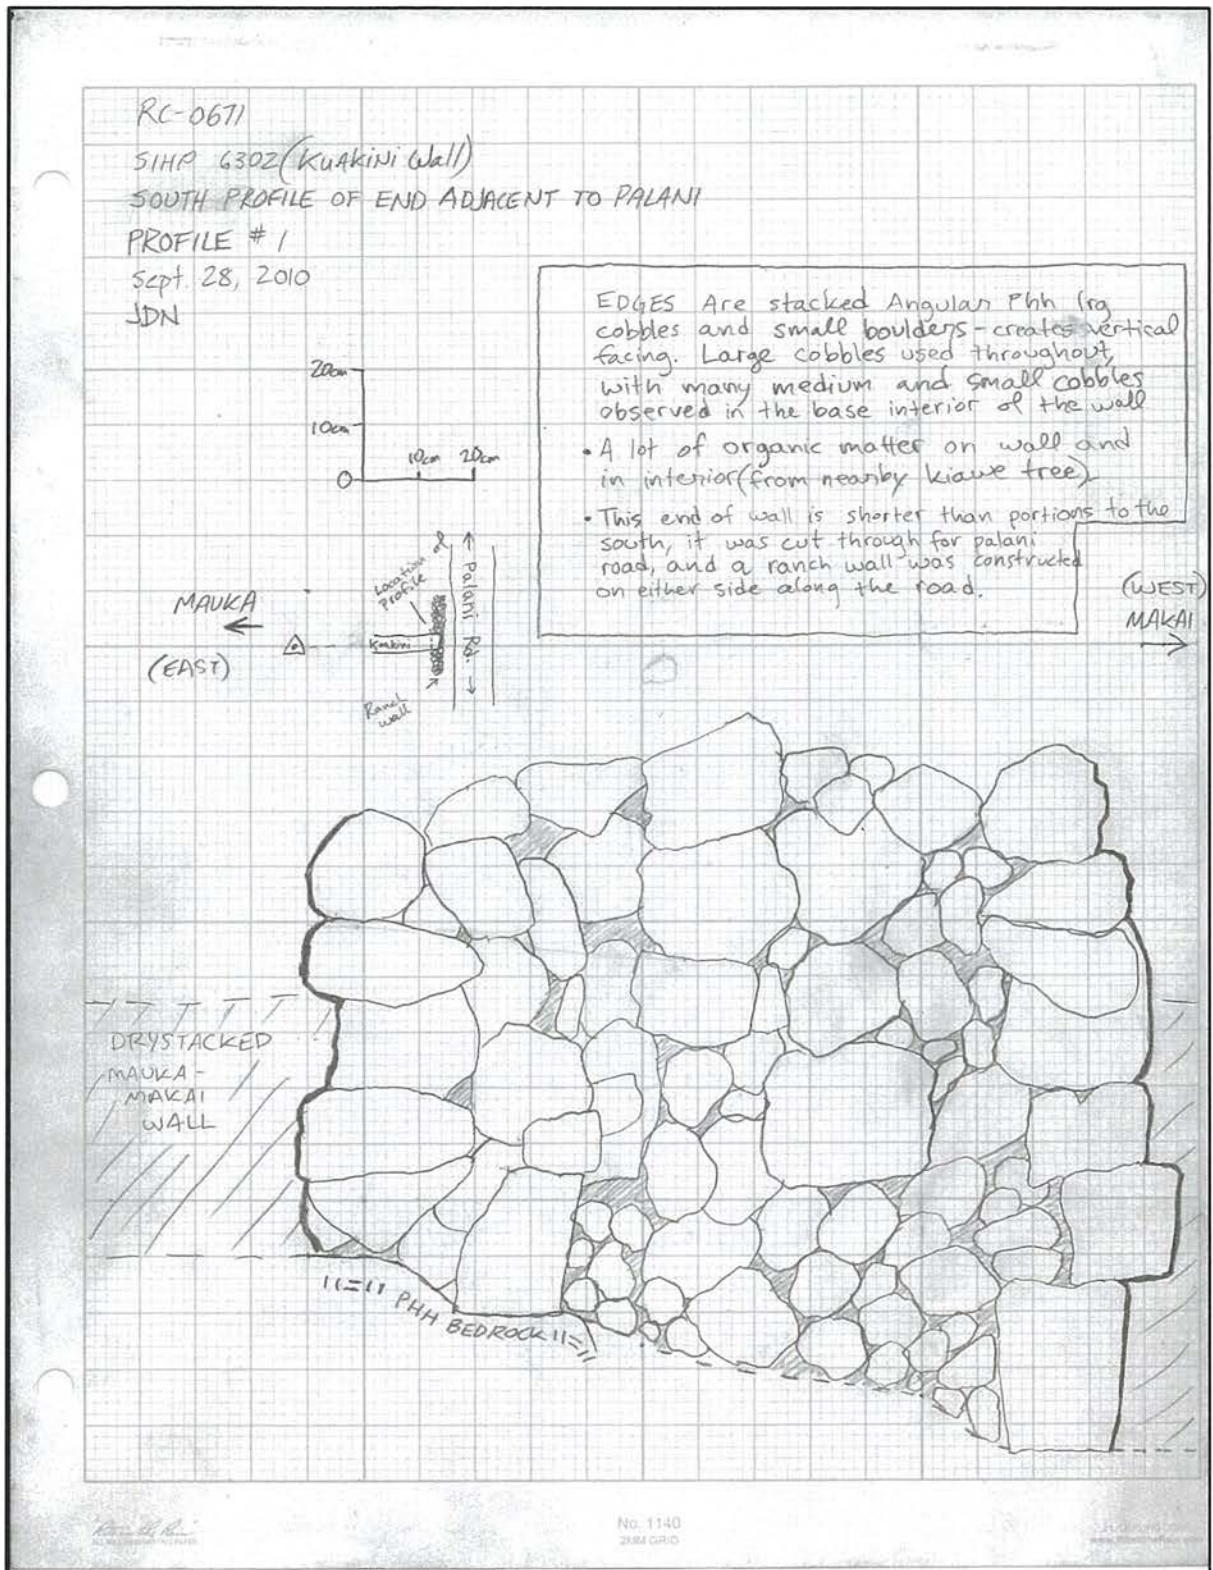 RC-0671
SIHP 6302 (KUAKINI Wall)
SOUTH PROFILE OF END ADJACENT TO PALANI
PROFILE # 1
Sept. 28, 2010
JDN
EDGES Are stacked Angular Phh lrg
cobbles and small boulders - creates vertical
facing. Large cobbles used throughout,
with many medium and small cobbles
observed in the base interior of the wall
• A lot of organic matter on wall and
in interior (from nearby kiawe tree)
• This end of wall is shorter than portions to the
south, it was cut through for palani
road, and a ranch wall was constructed
on either side along the road.
20cm
10cm
0
10cm 20cm
Location of
Profile
← Palani Rd. →
MAUKA
(EAST)
Kuakini
Ranch
wall
(WEST)
MAKAI
DRYSTACKED
MAUKA-
MAKAI
WALL
PHH BEDROCK
No. 1140
2MM GRID